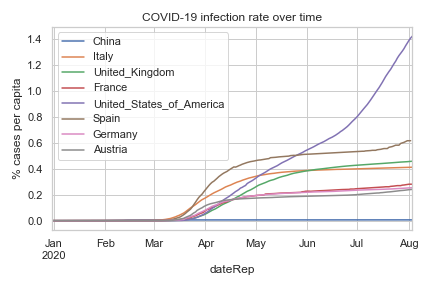 COVID-19 infection rate over time
% cases per capita
1.4
1.2
1.0
0.8
0.6
0.4
0.2
0.0
China
Italy
United_Kingdom
France
United_States_of_America
Spain
Germany
Austria
Jan Feb Mar Apr May Jun Jul Aug
2020
dateRep